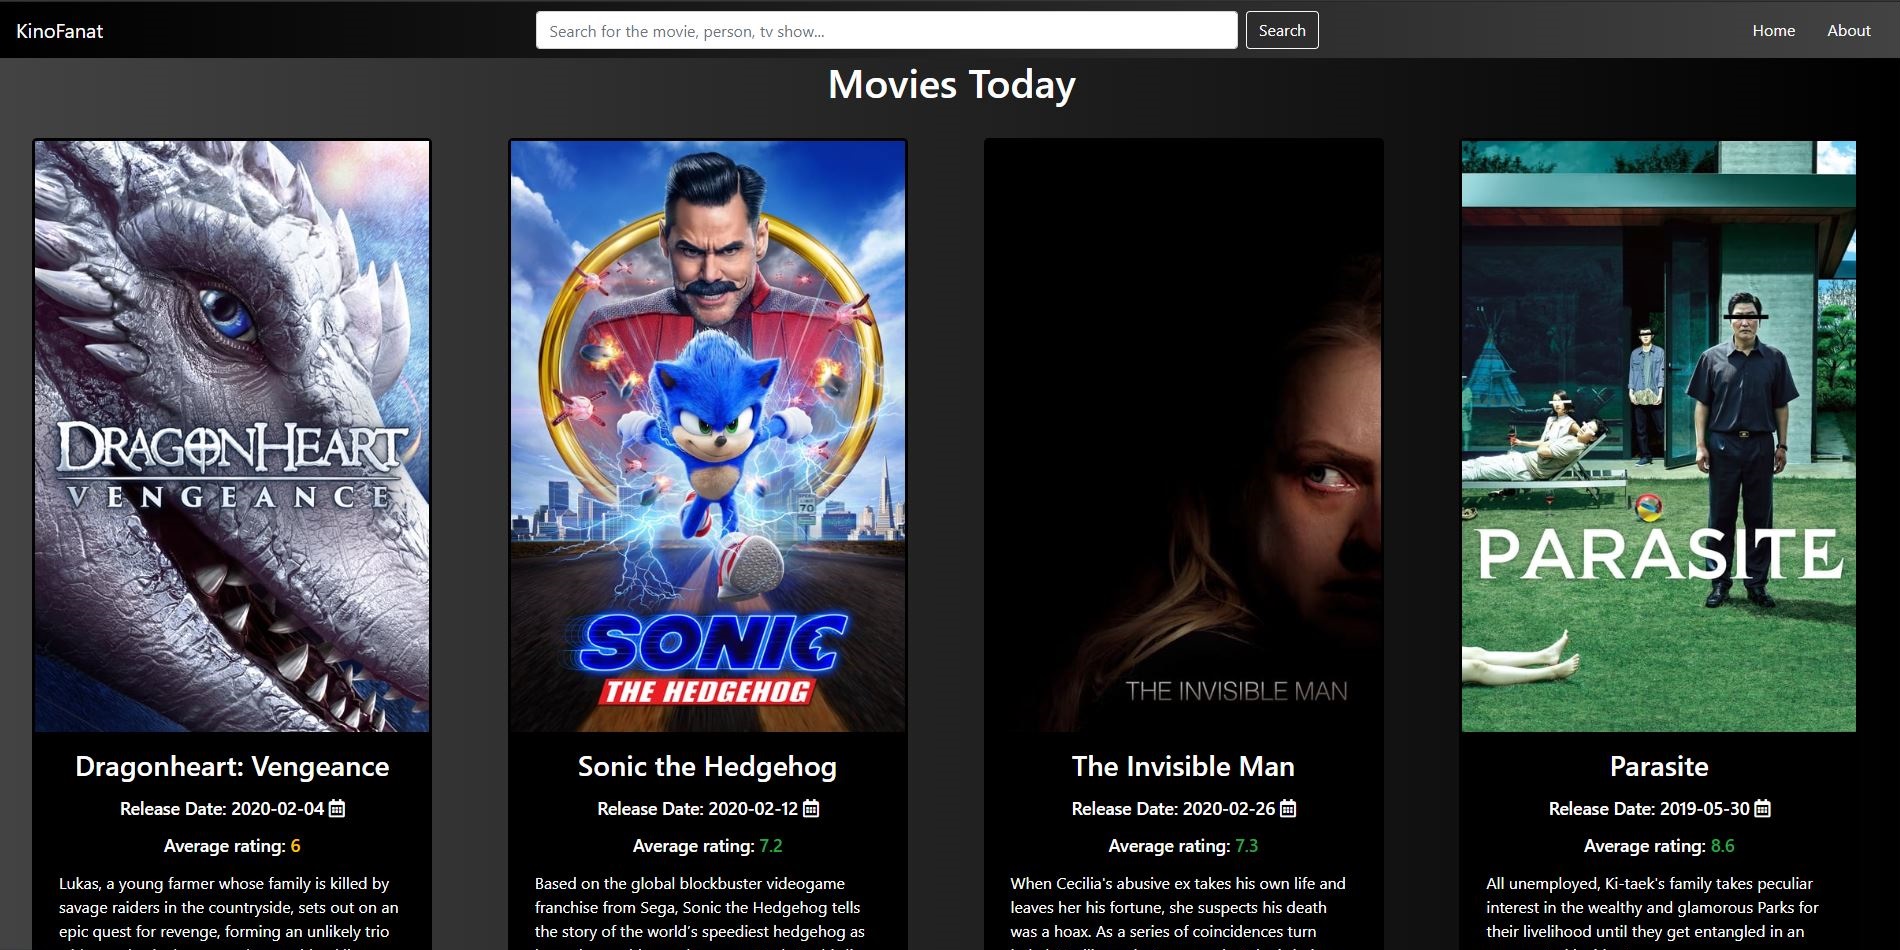 KinoFanat
Search for the movie, person, tv show...
Search
Home
About
Movies Today
DRAGONHEART
VENGEANCE
Dragonheart: Vengeance
Release Date: 2020-02-04
Average rating: 6
Lukas, a young farmer whose family is killed by
savage raiders in the countryside, sets out on an
epic quest for revenge, forming an unlikely trio
SPEED
LIMIT
70
SONIC
THE HEDGEHOG
Sonic the Hedgehog
Release Date: 2020-02-12
Average rating: 7.2
Based on the global blockbuster videogame
franchise from Sega, Sonic the Hedgehog tells
the story of the world's speediest hedgehog as
THE INVISIBLE MAN
The Invisible Man
Release Date: 2020-02-26
Average rating: 7.3
When Cecilia's abusive ex takes his own life and
leaves her his fortune, she suspects his death
was a hoax. As a series of coincidences turn
PARASITE
Parasite
Release Date: 2019-05-30
Average rating: 8.6
All unemployed, Ki-taek's family takes peculiar
interest in the wealthy and glamorous Parks for
their livelihood until they get entangled in an